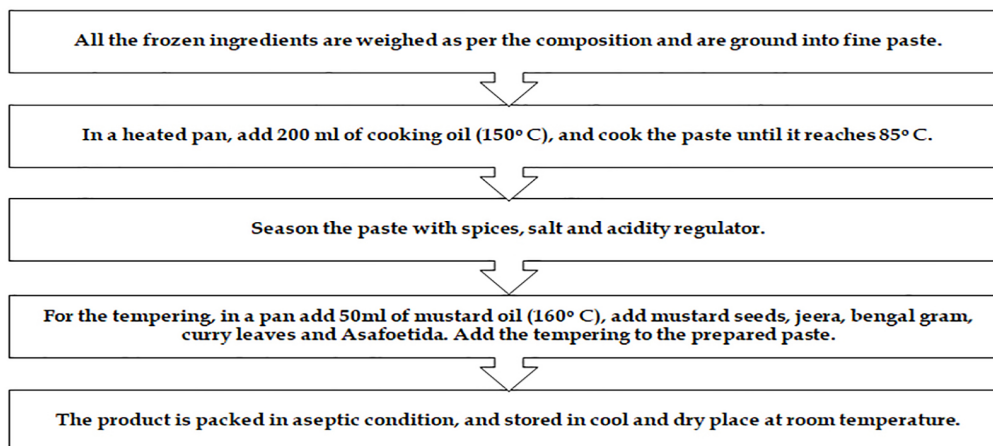 All the frozen ingredients are weighed as per the composition and are ground into fine paste.
In a heated pan, add 200 ml of cooking oil (150º C), and cook the paste until it reaches 85º C.
Season the paste with spices, salt and acidity regulator.
For the tempering, in a pan add 50ml of mustard oil (160º C), add mustard seeds, jeera, bengal gram,
curry leaves and Asafoetida. Add the tempering to the prepared paste.
The product is packed in aseptic condition, and stored in cool and dry place at room temperature.